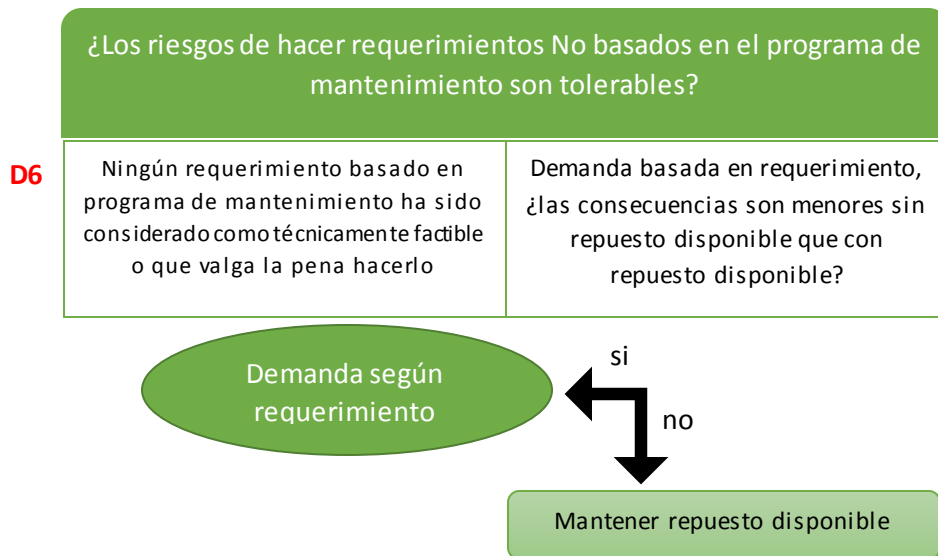 ¿Los riesgos de hacer requerimientos No basados en el programa de
mantenimiento son tolerables?
D6
Ningún requerimiento basado en
programa de mantenimiento ha sido
considerado como técnicamente factible
o que valga la pena hacerlo
Demanda basada en requerimiento,
¿las consecuencias son menores sin
repuesto disponible que con
repuesto disponible?
Demanda según
requerimiento
si
no
Mantener repuesto disponible